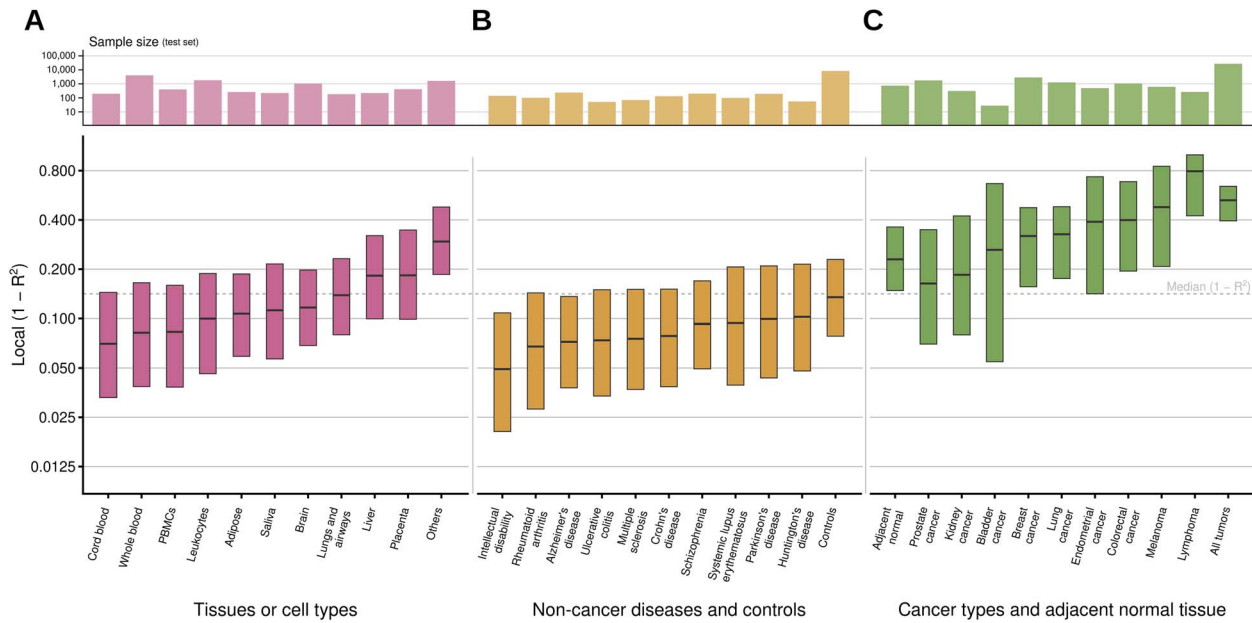 A
B
C
Sample size (test set)
100,000
10,000
1,000
100
10
Local (1 − R²)
0.800
0.400
0.200
0.100
0.050
0.025
0.0125
Median (1 − R²)
Cord blood
Whole blood
PBMCs
Leukocytes
Adipose
Saliva
Brain
Lungs and
airways
Liver
Placenta
Others
Intellectual
disability
Rheumatoid
arthritis
Alzheimer's
disease
Ulcerative
colitis
Multiple
sclerosis
Crohn's
disease
Schizophrenia
Systemic lupus
erythematosus
Parkinson's
disease
Huntington's
disease
Controls
Adjacent
normal
Prostate
cancer
Kidney
cancer
Bladder
cancer
Breast
cancer
Lung
cancer
Endometrial
cancer
Colorectal
cancer
Melanoma
Lymphoma
All tumors
Tissues or cell types
Non-cancer diseases and controls
Cancer types and adjacent normal tissue